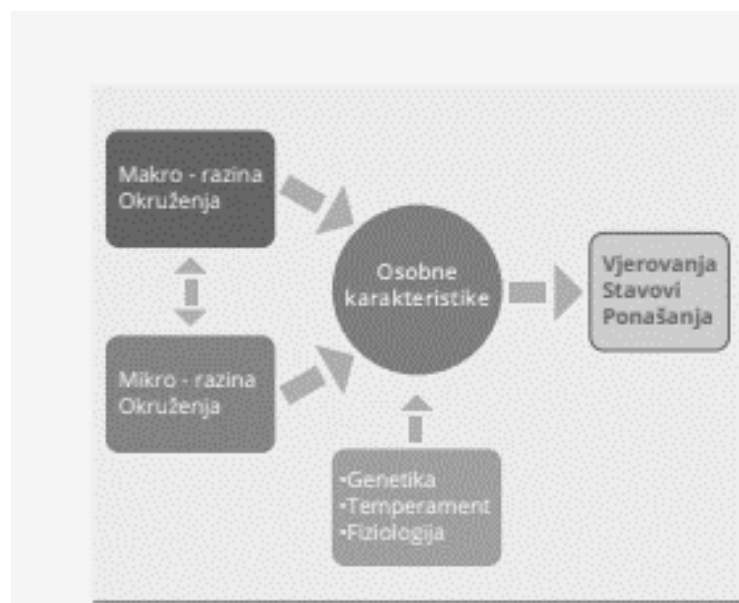 Makro - razina
Okruženja
Osobne
karakteristike
Vjerovanja
Stavovi
Ponašanja
Mikro - razina
Okruženja
•Genetika
•Temperament
•Fiziologija